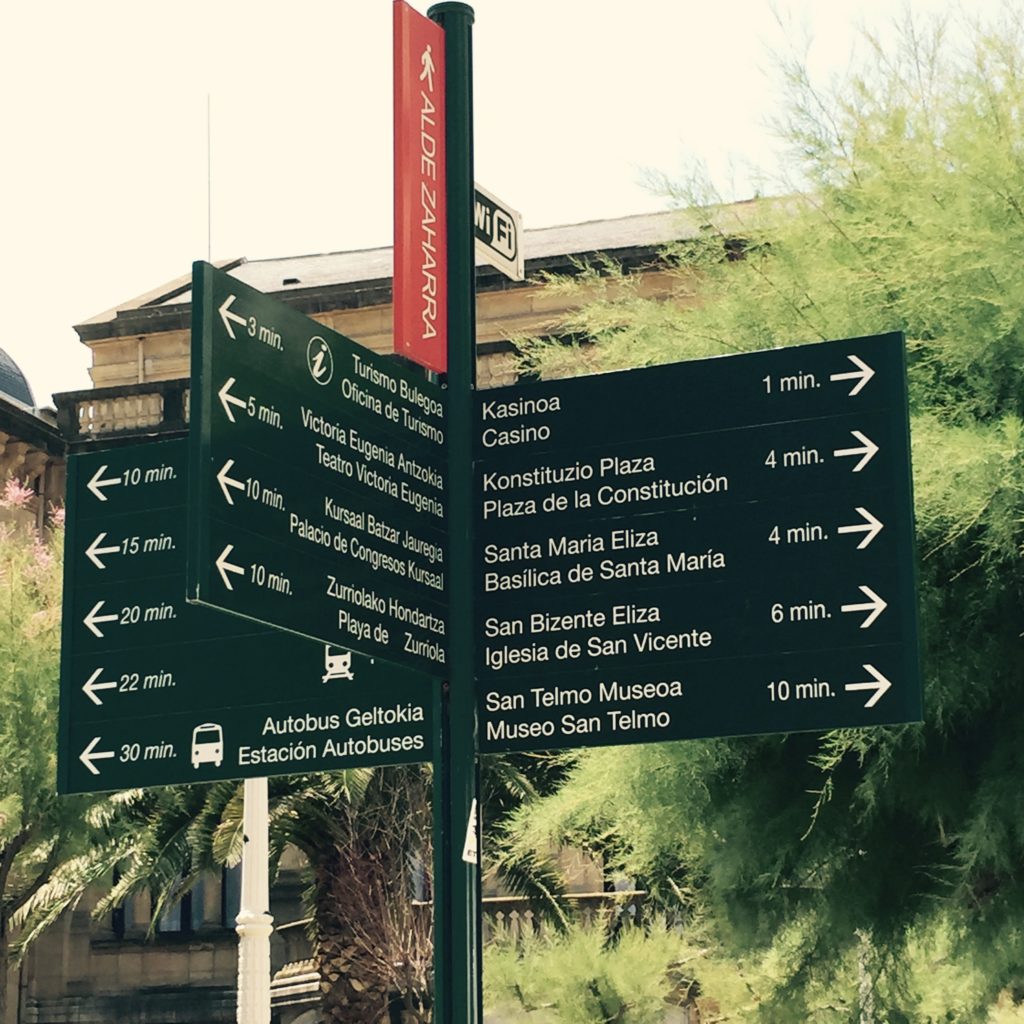 ALDE ZAHARRA
WiFi
3 min.
i
Turismo Bulegoa
Oficina de Turismo
5 min.
Victoria Eugenia Antzokia
Teatro Victoria Eugenia
10 min.
Kursaal Batzar Jauregia
Palacio de Congresos Kursaal
10 min.
Zurriolako Hondartza
Playa de Zurriola
10 min.
15 min.
20 min.
22 min.
30 min.
Autobus Geltokia
Estación Autobuses
Kasinoa
Casino
1 min.
Konstituzio Plaza
Plaza de la Constitución
4 min.
Santa Maria Eliza
Basílica de Santa María
4 min.
San Bizente Eliza
Iglesia de San Vicente
6 min.
San Telmo Museoa
Museo San Telmo
10 min.